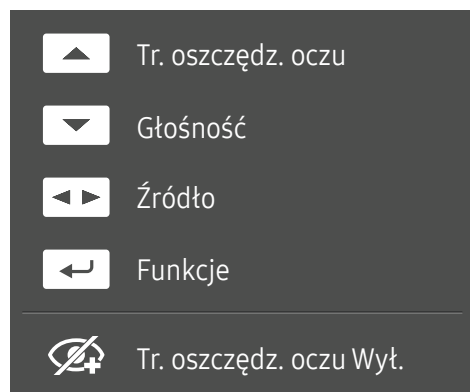 Tr. oszczędz. oczu
Głośność
Źródło
Funkcje
Tr. oszczędz. oczu Wył.